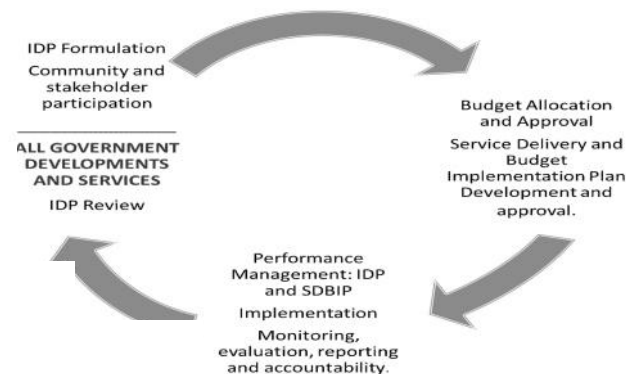 IDP Formulation
Community and
stakeholder
participation
ALL GOVERNMENT
DEVELOPMENTS
AND SERVICES
IDP Review
Budget Allocation
and Approval
Service Delivery and
Budget
Implementation Plan
Development and
approval.
Performance
Management: IDP
and SDBIP
Implementation
Monitoring,
evaluation, reporting
and accountability.